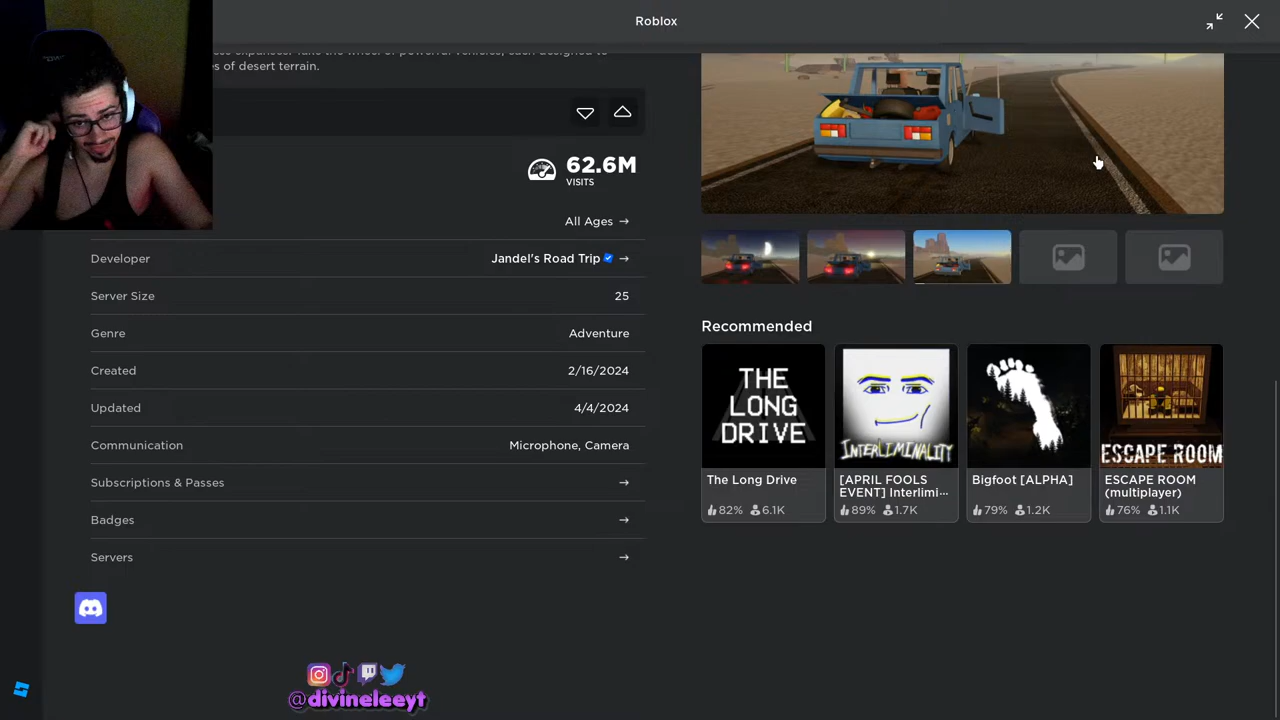 Roblox
es of desert terrain.
62.6M
VISITS
All Ages →
Developer
Jandel's Road Trip →
Server Size
25
Genre
Adventure
Created
2/16/2024
Updated
4/4/2024
Communication
Microphone, Camera
Subscriptions & Passes →
Badges →
Servers →
Recommended
THE
LONG
DRIVE
INTERLIMINALITY
ESCAPE ROOM
The Long Drive
82% 6.1K
[APRIL FOOLS
EVENT] Interlimi...
89% 1.7K
Bigfoot [ALPHA]
79% 1.2K
ESCAPE ROOM
(multiplayer)
76% 1.1K
@divineleeyt